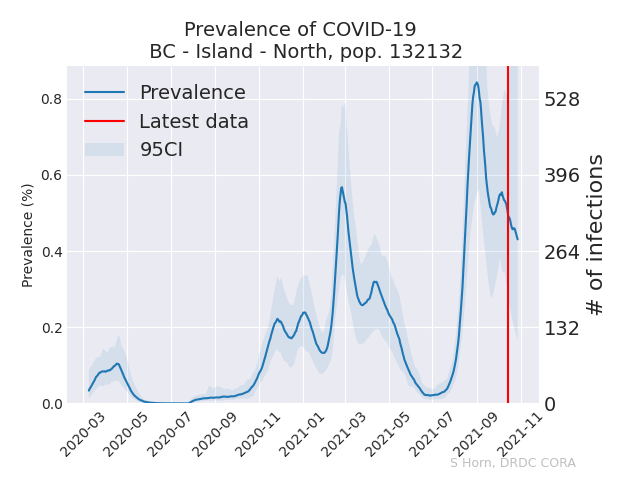 Prevalence of COVID-19
BC - Island - North, pop. 132132
Prevalence
Latest data
95CI
Prevalence (%)
0.8
0.6
0.4
0.2
0.0
528
396
264
132
0
# of infections
2020-03
2020-05
2020-07
2020-09
2020-11
2021-01
2021-03
2021-05
2021-07
2021-09
2021-11
S Horn, DRDC CORA